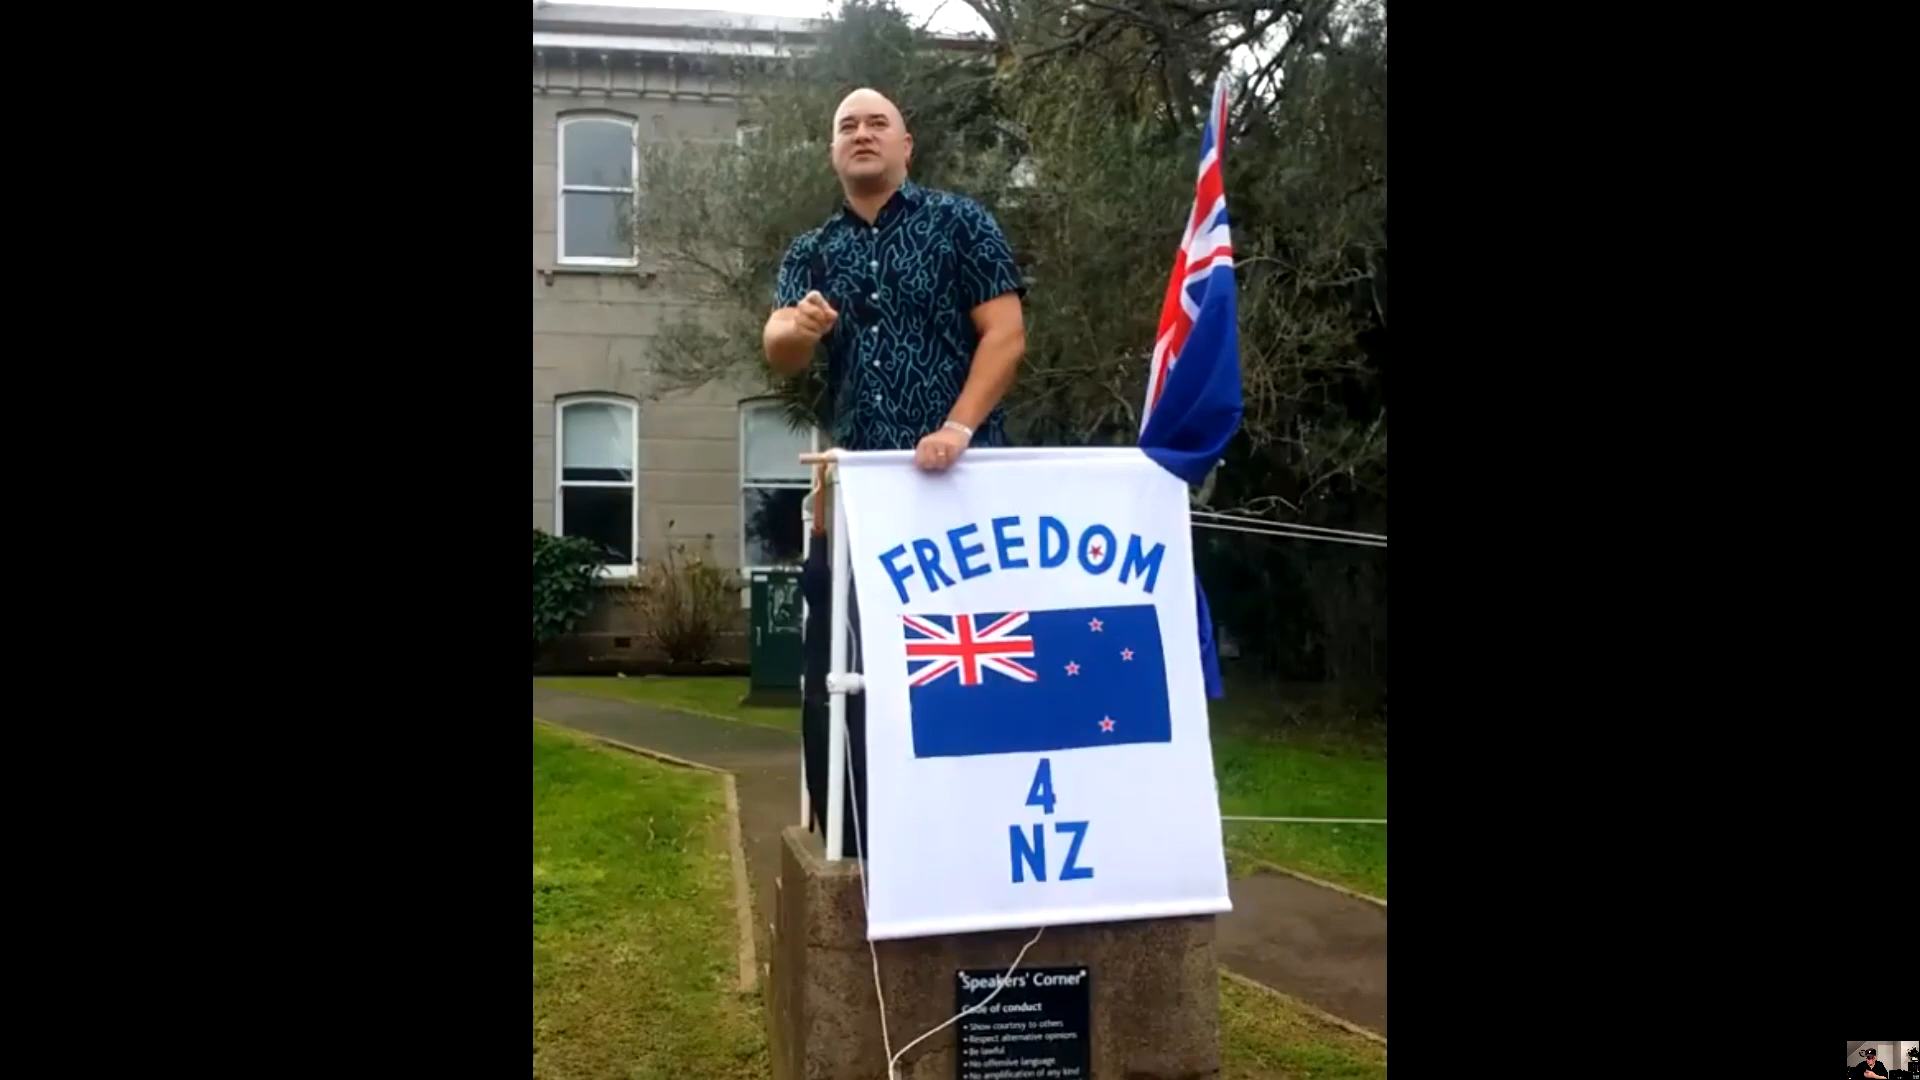 FREEDOM
4
NZ
Speakers' Corner
Code of conduct
• Show courtesy to others
• Respect alternative opinions
• Be lawful
• No offensive language
• No amplification of any kind